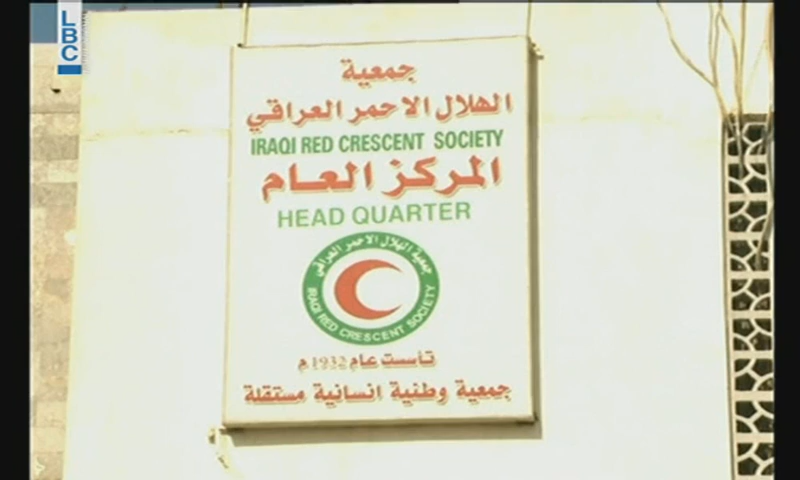 LBC
جمعية
الهلال الاحمر العراقي
IRAQI RED CRESCENT SOCIETY
المركز العام
HEAD QUARTER
جمعية الهلال الاحمر العراقي
IRAQI RED CRESCENT SOCIETY
تأسست عام 1932 م
جمعية وطنية انسانية مستقلة